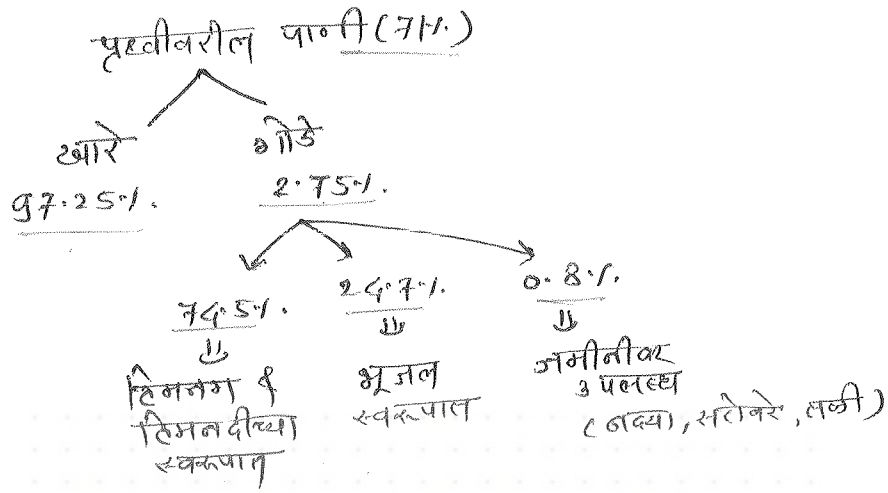 पृथ्वीवरील पाणी (71%)
खारे गोडे
97.25%. 2.75%.
74.5%. 24.7%. 0.8%.
हिमनग & भूजल जमीनीवर
हिमनदीच्या स्वरूपात उपलब्ध
स्वरूपात (नद्या, सरोवरे, तळी)